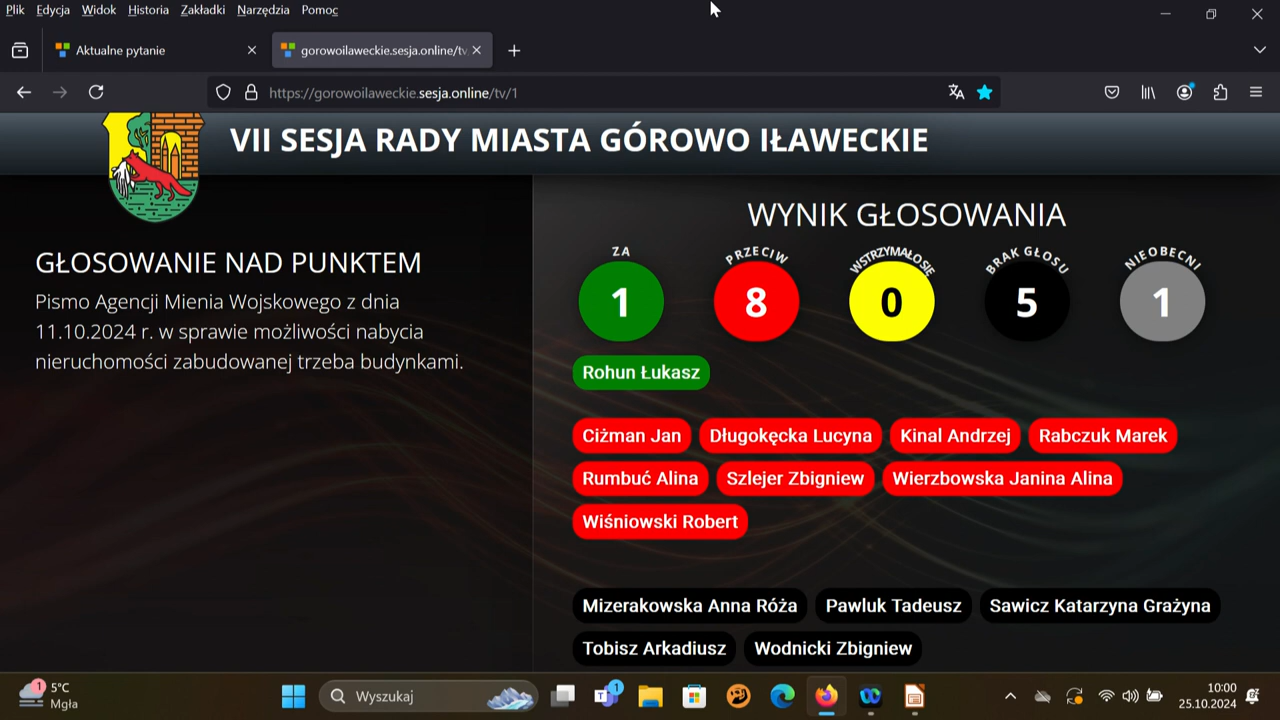 Plik Edycja Widok Historia Zakładki Narzędzia Pomoc
Aktualne pytanie
gorowoilaweckie.sesja.online/tv
https://gorowoilaweckie.sesja.online/tv/1
VII SESJA RADY MIASTA GÓROWO IŁAWECKIE
GŁOSOWANIE NAD PUNKTEM
Pismo Agencji Mienia Wojskowego z dnia
11.10.2024 r. w sprawie możliwości nabycia
nieruchomości zabudowanej trzeba budynkami.
WYNIK GŁOSOWANIA
ZA PRZECIW WSTRZYMAŁO SIĘ BRAK GŁOSU NIEOBECNI
1 8 0 5 1
Rohun Łukasz
Ciżman Jan Długokęcka Lucyna Kinal Andrzej Rabczuk Marek
Rumbuć Alina Szlejer Zbigniew Wierzbowska Janina Alina
Wiśniowski Robert
Mizerakowska Anna Róża Pawluk Tadeusz Sawicz Katarzyna Grażyna
Tobisz Arkadiusz Wodnicki Zbigniew
1
5°C
Mgła
Wyszukaj
1
10:00
25.10.2024